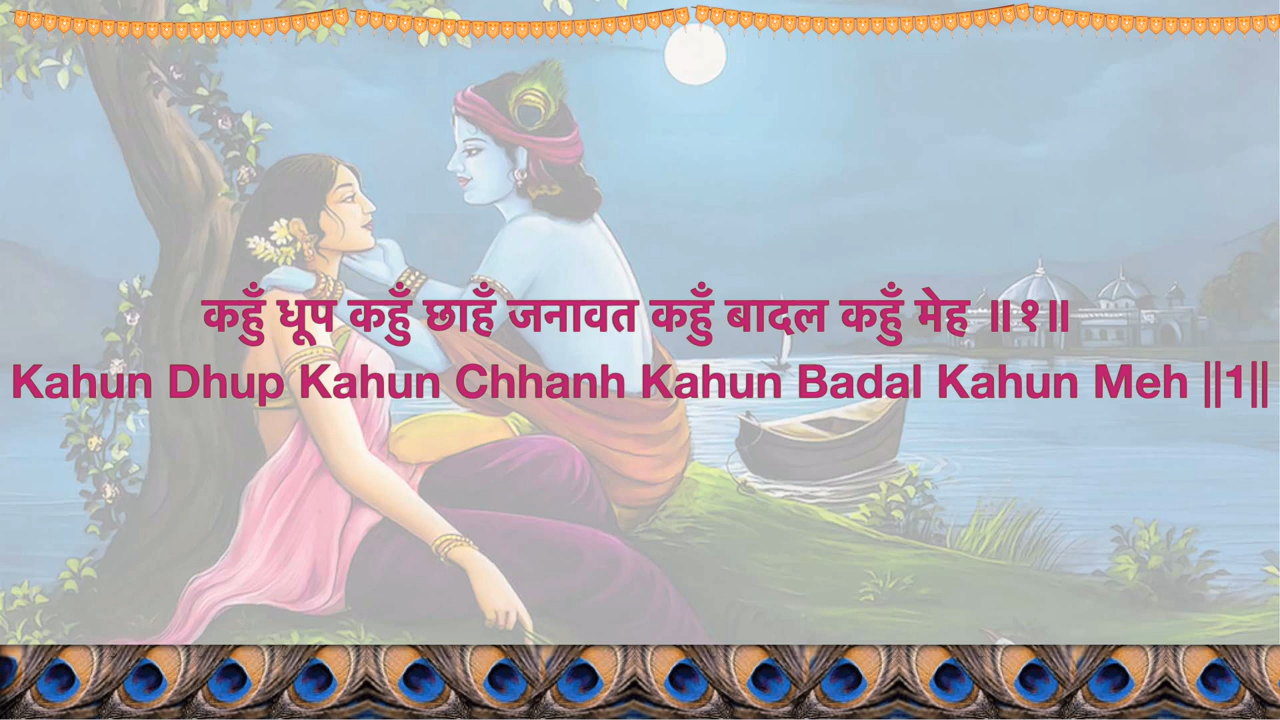 कहुँ धूप कहुँ छाहँ जनावत कहुँ बादल कहुँ मेह ॥१॥
Kahun Dhup Kahun Chhanh Kahun Badal Kahun Meh ||1||